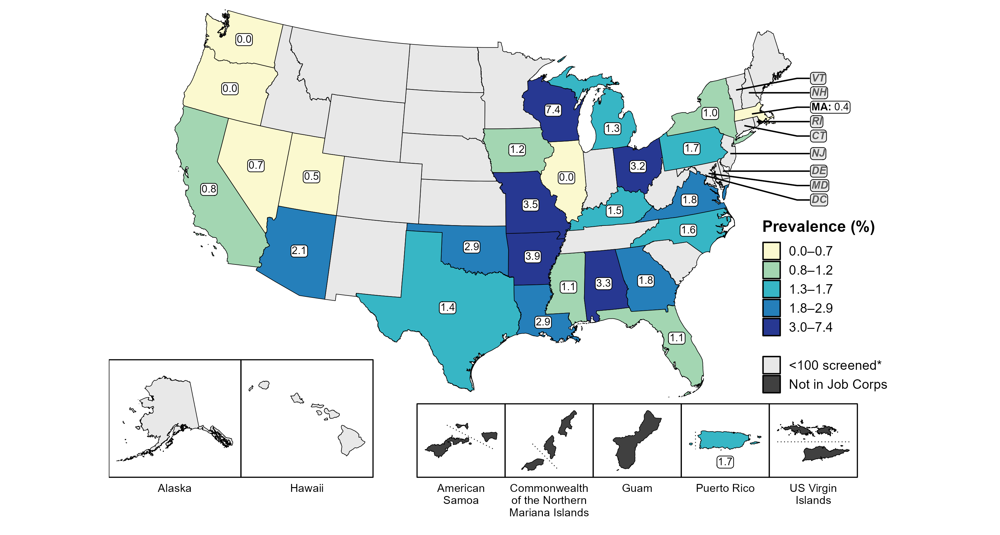 0.0
VT
0.0
NH
7.4
MA: 0.4
1.0
RI
1.3
CT
1.2
1.7
NJ
0.7
3.2
0.5
0.0
DE
0.8
MD
3.5
1.8
DC
1.5
1.6
2.1
2.9
3.9
1.1
3.3
1.8
1.4
2.9
1.1
Prevalence (%)
0.0–0.7
0.8–1.2
1.3–1.7
1.8–2.9
3.0–7.4
<100 screened*
Not in Job Corps
1.7
Alaska
Hawaii
American
Samoa
Commonwealth
of the Northern
Mariana Islands
Guam
Puerto Rico
US Virgin
Islands